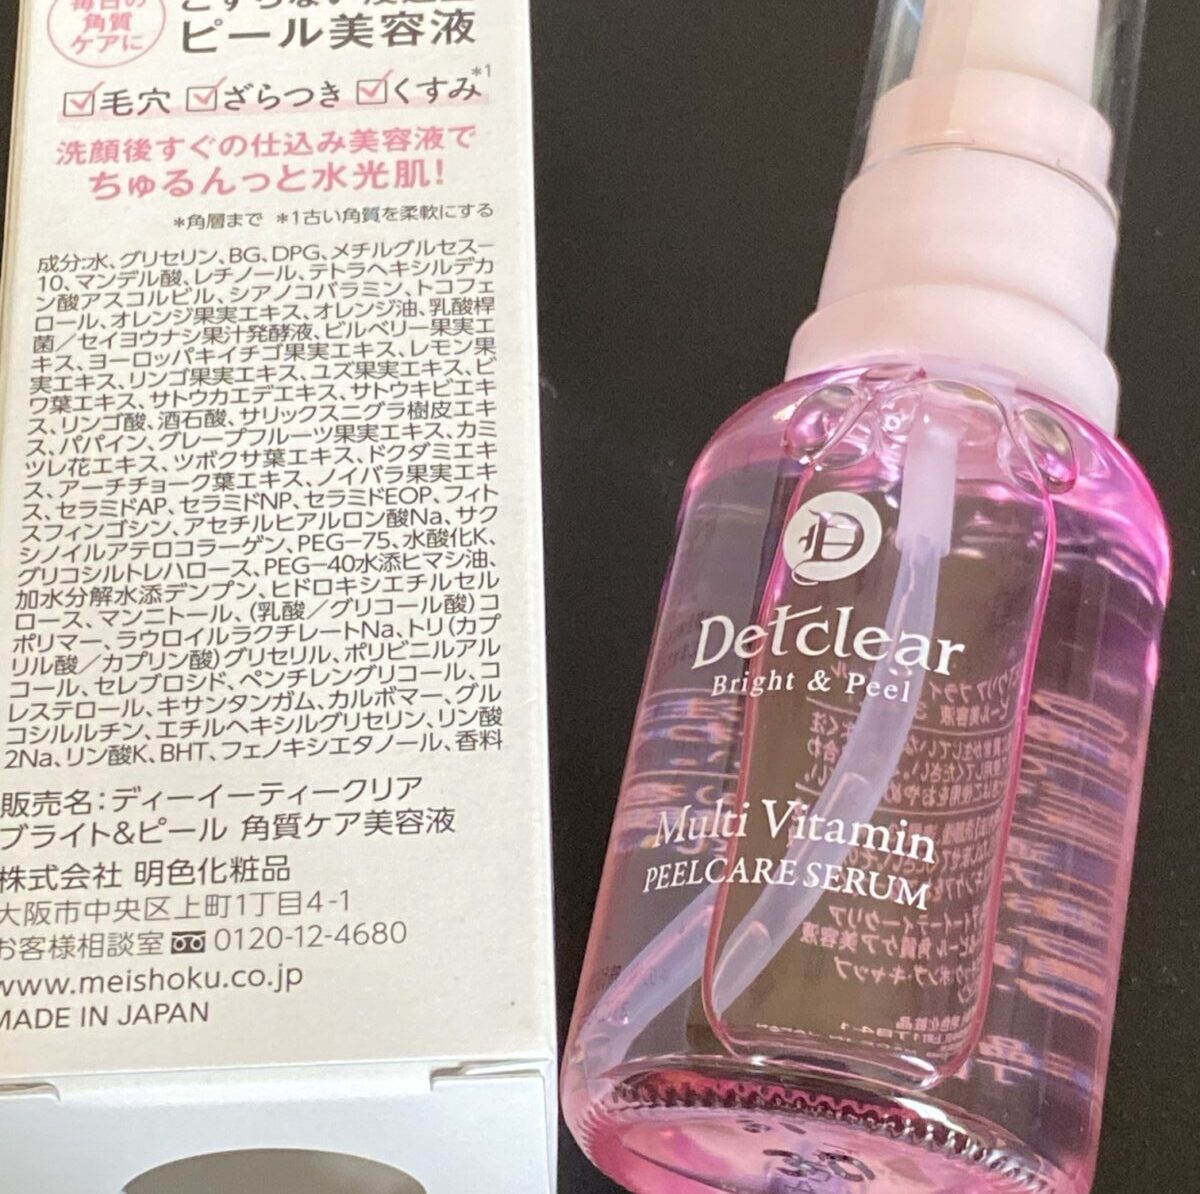 毎日の
角質
ケアに
こすらない浸透型
ピール美容液
毛穴 ざらつき くすみ*1
洗顔後すぐの仕込み美容液で
ちゅるんっと水光肌!
*角層まで *1古い角質を柔軟にする
成分:水、グリセリン、BG、DPG、メチルグルセス-
10、マンデル酸、レチノール、テトラヘキシルデカ
ン酸アスコルビル、シアノコバラミン、トコフェ
ロール、オレンジ果実エキス、オレンジ油、乳酸桿
菌/セイヨウナシ果汁発酵液、ビルベリー果実エ
キス、ヨーロッパキイチゴ果実エキス、レモン果
実エキス、リンゴ果実エキス、ユズ果実エキス、ビ
ワ葉エキス、サトウカエデエキス、サトウキビエキ
ス、リンゴ酸、酒石酸、サリックスニグラ樹皮エキ
ス、パパイン、グレープフルーツ果実エキス、カミ
ツレ花エキス、ツボクサ葉エキス、ドクダミエキ
ス、アーチチョーク葉エキス、ノイバラ果実エキ
ス、セラミドAP、セラミドNP、セラミドEOP、フィト
スフィンゴシン、アセチルヒアルロン酸Na、サク
シノイルアテロコラーゲン、PEG-75、水酸化K、
グリコシルトレハロース、PEG-40水添ヒマシ油、
加水分解水添デンプン、ヒドロキシエチルセル
ロース、マンニトール、(乳酸/グリコール酸)コ
ポリマー、ラウロイルラクチレートNa、トリ(カプ
リル酸/カプリン酸)グリセリル、ポリビニルアル
コール、セレブロシド、ペンチレングリコール、コ
レステロール、キサンタンガム、カルボマー、グル
コシルルチン、エチルヘキシルグリセリン、リン酸
2Na、リン酸K、BHT、フェノキシエタノール、香料
販売名:ディーイーティークリア
ブライト&ピール 角質ケア美容液
株式会社 明色化粧品
大阪市中央区上町1丁目4-1
お客様相談室 0120-12-4680
www.meishoku.co.jp
MADE IN JAPAN
D
Detclear
Bright & Peel
Multi Vitamin
PEELCARE SERUM